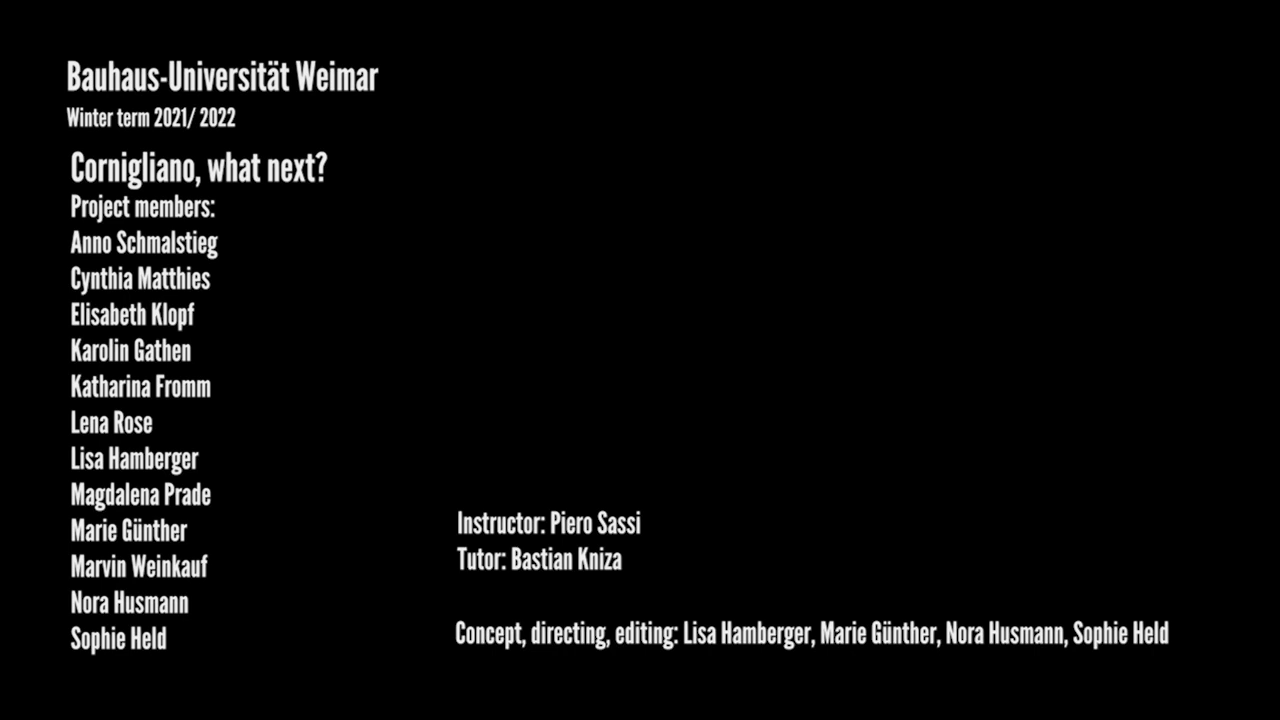 Bauhaus-Universität Weimar
Winter term 2021/ 2022
Cornigliano, what next?
Project members:
Anno Schmalstieg
Cynthia Matthies
Elisabeth Klopf
Karolin Gathen
Katharina Fromm
Lena Rose
Lisa Hamberger
Magdalena Prade
Marie Günther
Marvin Weinkauf
Nora Husmann
Sophie Held
Instructor: Piero Sassi
Tutor: Bastian Kniza
Concept, directing, editing: Lisa Hamberger, Marie Günther, Nora Husmann, Sophie Held